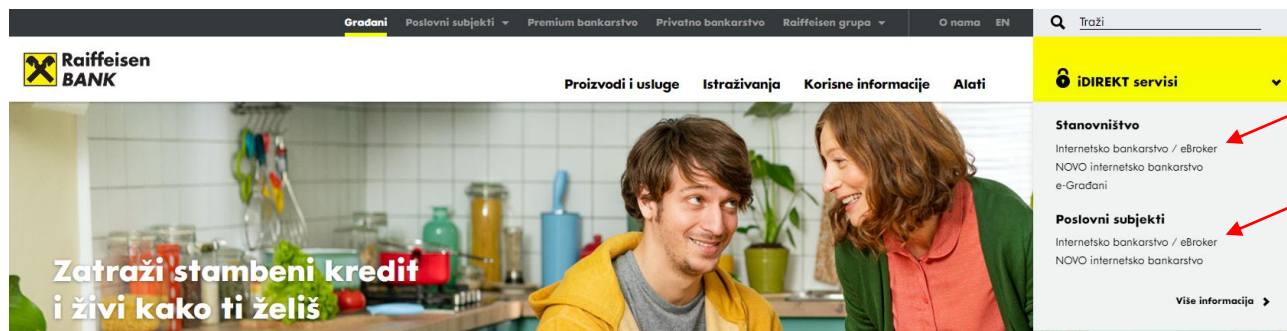 Građani Poslovni subjekti Premium bankarstvo Privatno bankarstvo Raiffeisen grupa O nama EN Traži
Raiffeisen
BANK
Proizvodi i usluge Istraživanja Korisne informacije Alati
iDIREKT servisi
Stanovništvo
Internetsko bankarstvo / eBroker
NOVO internetsko bankarstvo
e-Građani
Poslovni subjekti
Internetsko bankarstvo / eBroker
NOVO internetsko bankarstvo
Više informacija
Zatraži stambeni kredit
i živi kako ti želiš